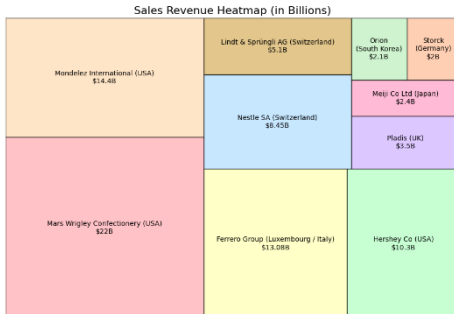 Sales Revenue Heatmap (in Billions)
Mondelez International (USA)
$14.4B
Mars Wrigley Confectionery (USA)
$22B
Lindt & Sprüngli AG (Switzerland)
$5.1B
Nestle SA (Switzerland)
$8.45B
Ferrero Group (Luxembourg / Italy)
$13.08B
Orion
(South Korea)
$2.1B
Storck
(Germany)
$2B
Meiji Co Ltd (Japan)
$2.4B
Pladis (UK)
$3.5B
Hershey Co (USA)
$10.3B